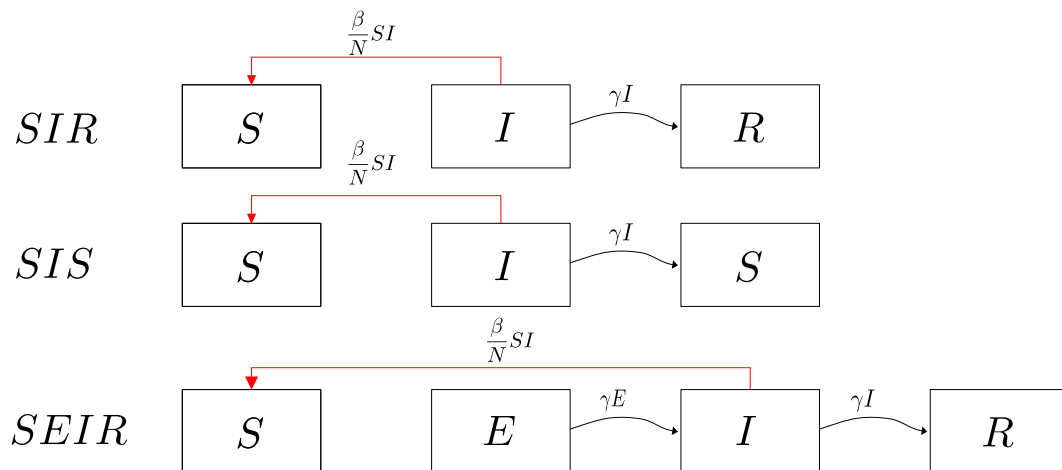 β/N SI
SIR S I γI R
β/N SI
SIS S I γI S
β/N SI
SEIR S E γE I γI R